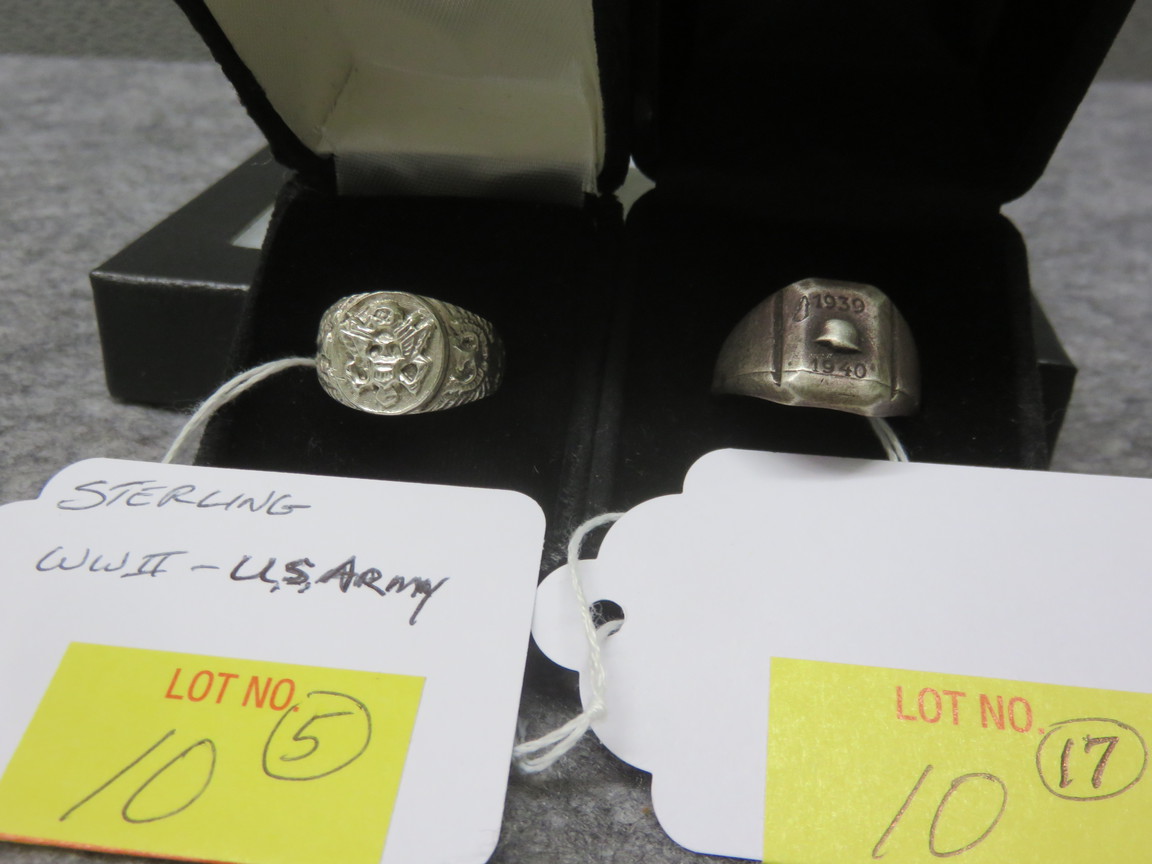 1939
1940
STERLING
WWII - U.S. ARMY
LOT NO.
10 5
LOT NO.
10 17